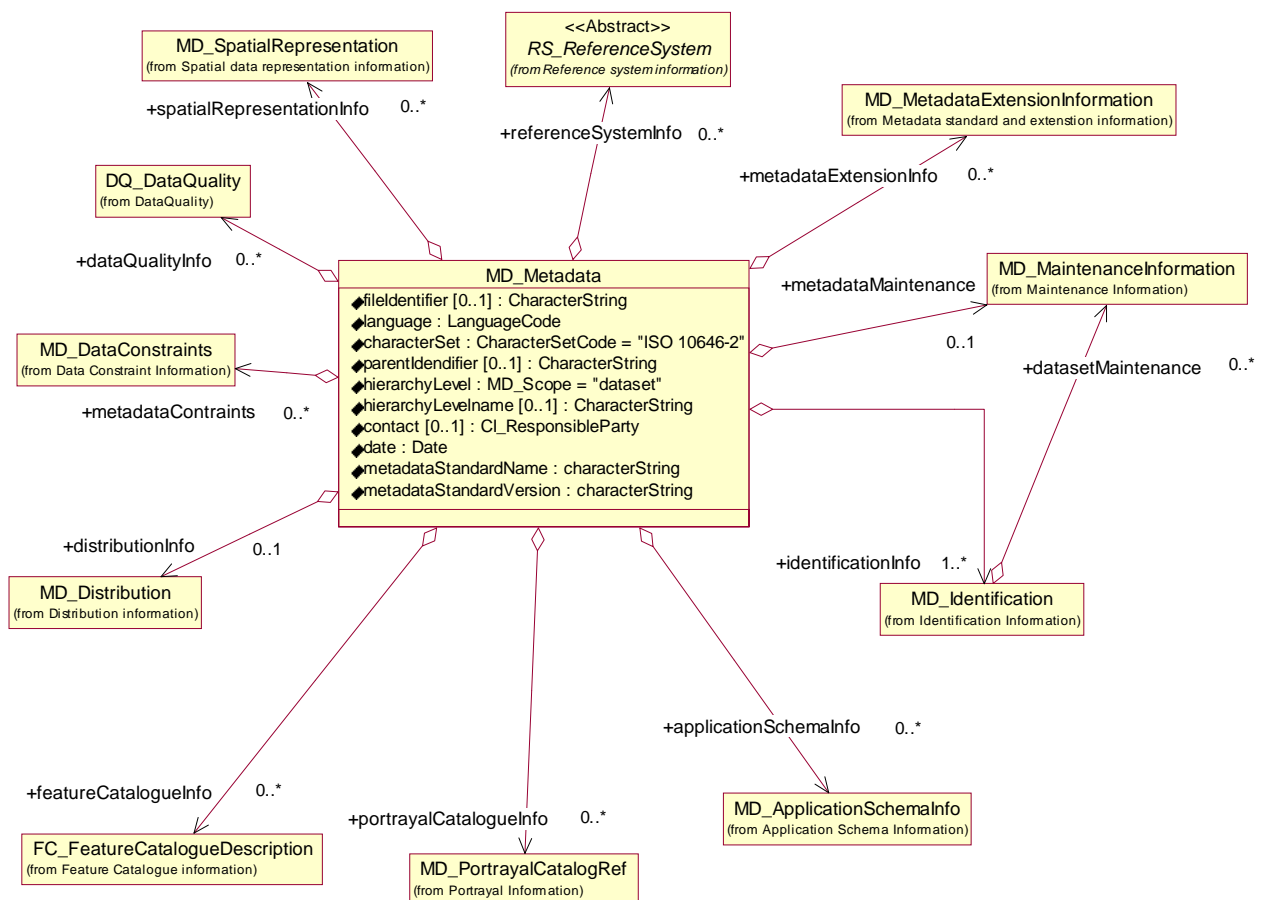 <<Abstract>>
RS_ReferenceSystem
(from Reference system information)
MD_SpatialRepresentation
(from Spatial data representation information)
+spatialRepresentationInfo 0..*
+referenceSystemInfo 0..*
MD_MetadataExtensionInformation
(from Metadata standard and extenstion information)
+metadataExtensionInfo 0..*
DQ_DataQuality
(from DataQuality)
+dataQualityInfo 0..*
MD_MaintenanceInformation
(from Maintenance Information)
+metadataMaintenance
0..1
+datasetMaintenance 0..*
MD_Metadata
fileIdentifier [0..1] : CharacterString
language : LanguageCode
characterSet : CharacterSetCode = "ISO 10646-2"
parentIdendifier [0..1] : CharacterString
hierarchyLevel : MD_Scope = "dataset"
hierarchyLevelname [0..1] : CharacterString
contact [0..1] : CI_ResponsibleParty
date : Date
metadataStandardName : characterString
metadataStandardVersion : characterString
MD_DataConstraints
(from Data Constraint Information)
+metadataContraints 0..*
+distributionInfo 0..1
MD_Distribution
(from Distribution information)
+identificationInfo 1..*
MD_Identification
(from Identification Information)
+applicationSchemaInfo 0..*
MD_ApplicationSchemaInfo
(from Application Schema Information)
+featureCatalogueInfo 0..*
FC_FeatureCatalogueDescription
(from Feature Catalogue information)
+portrayalCatalogueInfo 0..*
MD_PortrayalCatalogRef
(from Portrayal Information)